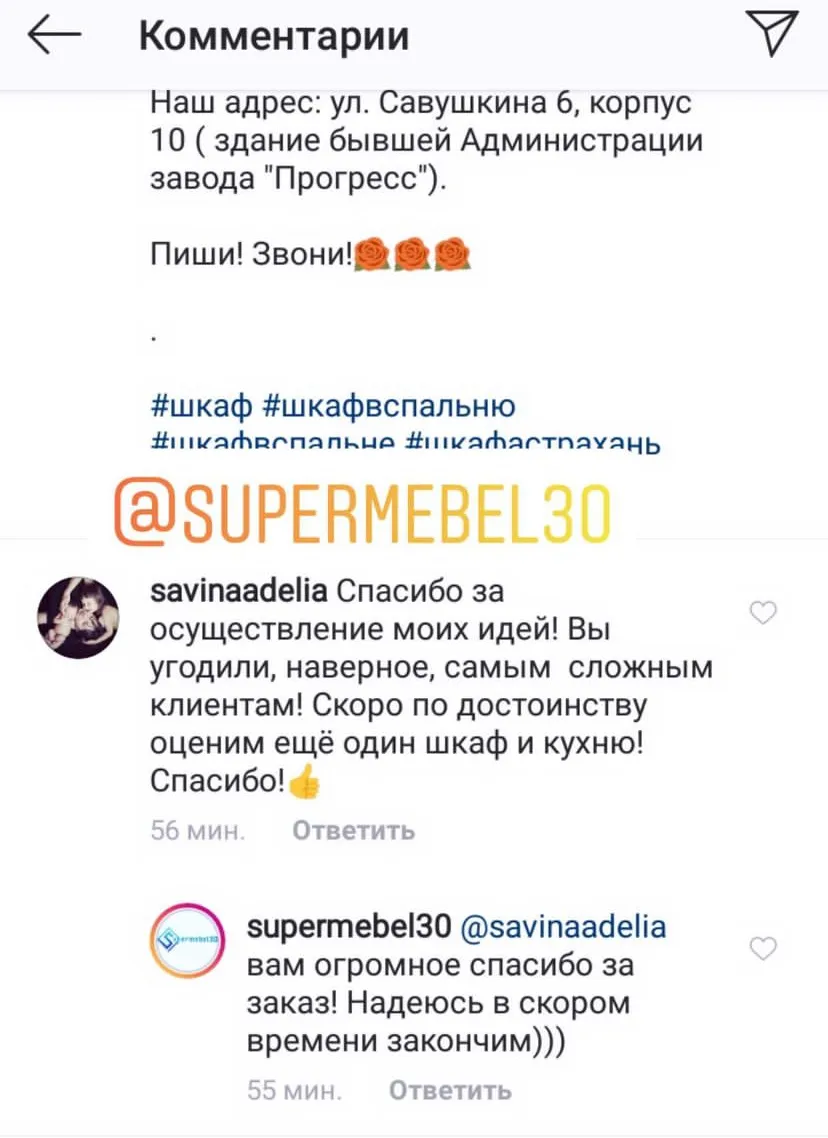 Комментарии
Наш адрес: ул. Савушкина 6, корпус
10 ( здание бывшей Администрации
завода "Прогресс").
Пиши! Звони!🌹🌹🌹
.
#шкаф #шкафвспальню
#шкафвспальне #шкафастрахань
@SUPERMEBEL30
savinaadelia Спасибо за
осуществление моих идей! Вы
угодили, наверное, самым сложным
клиентам! Скоро по достоинству
оценим ещё один шкаф и кухню!
Спасибо!👍
56 мин. Ответить
supermebel30 @savinaadelia
вам огромное спасибо за
заказ! Надеюсь в скором
времени закончим)))
55 мин. Ответить